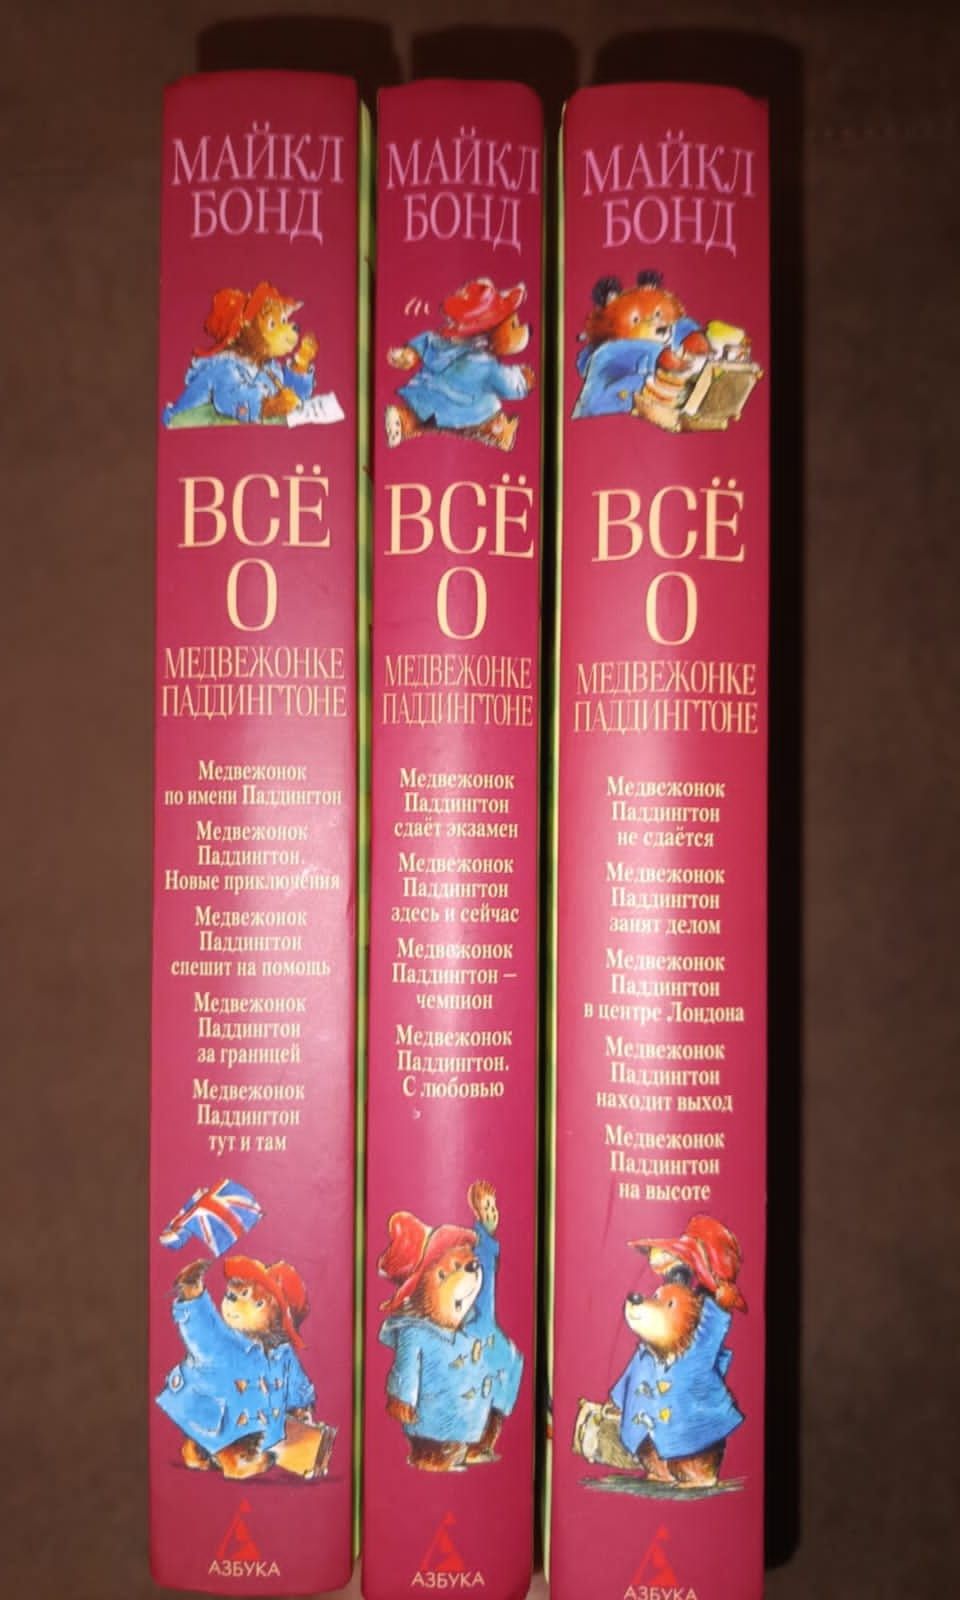 МАЙКЛ
БОНД
ВСЁ
О
МЕДВЕЖОНКЕ
ПАДДИНГТОНЕ
Медвежонок
по имени Паддингтон
Медвежонок
Паддингтон.
Новые приключения
Медвежонок
Паддингтон
спешит на помощь
Медвежонок
Паддингтон
за границей
Медвежонок
Паддингтон
тут и там
АЗБУКА
МАЙКЛ
БОНД
ВСЁ
О
МЕДВЕЖОНКЕ
ПАДДИНГТОНЕ
Медвежонок
Паддингтон
сдаёт экзамен
Медвежонок
Паддингтон
здесь и сейчас
Медвежонок
Паддингтон –
чемпион
Медвежонок
Паддингтон.
С любовью
АЗБУКА
МАЙКЛ
БОНД
ВСЁ
О
МЕДВЕЖОНКЕ
ПАДДИНГТОНЕ
Медвежонок
Паддингтон
не сдаётся
Медвежонок
Паддингтон
занят делом
Медвежонок
Паддингтон
в центре Лондона
Медвежонок
Паддингтон
находит выход
Медвежонок
Паддингтон
на высоте
АЗБУКА